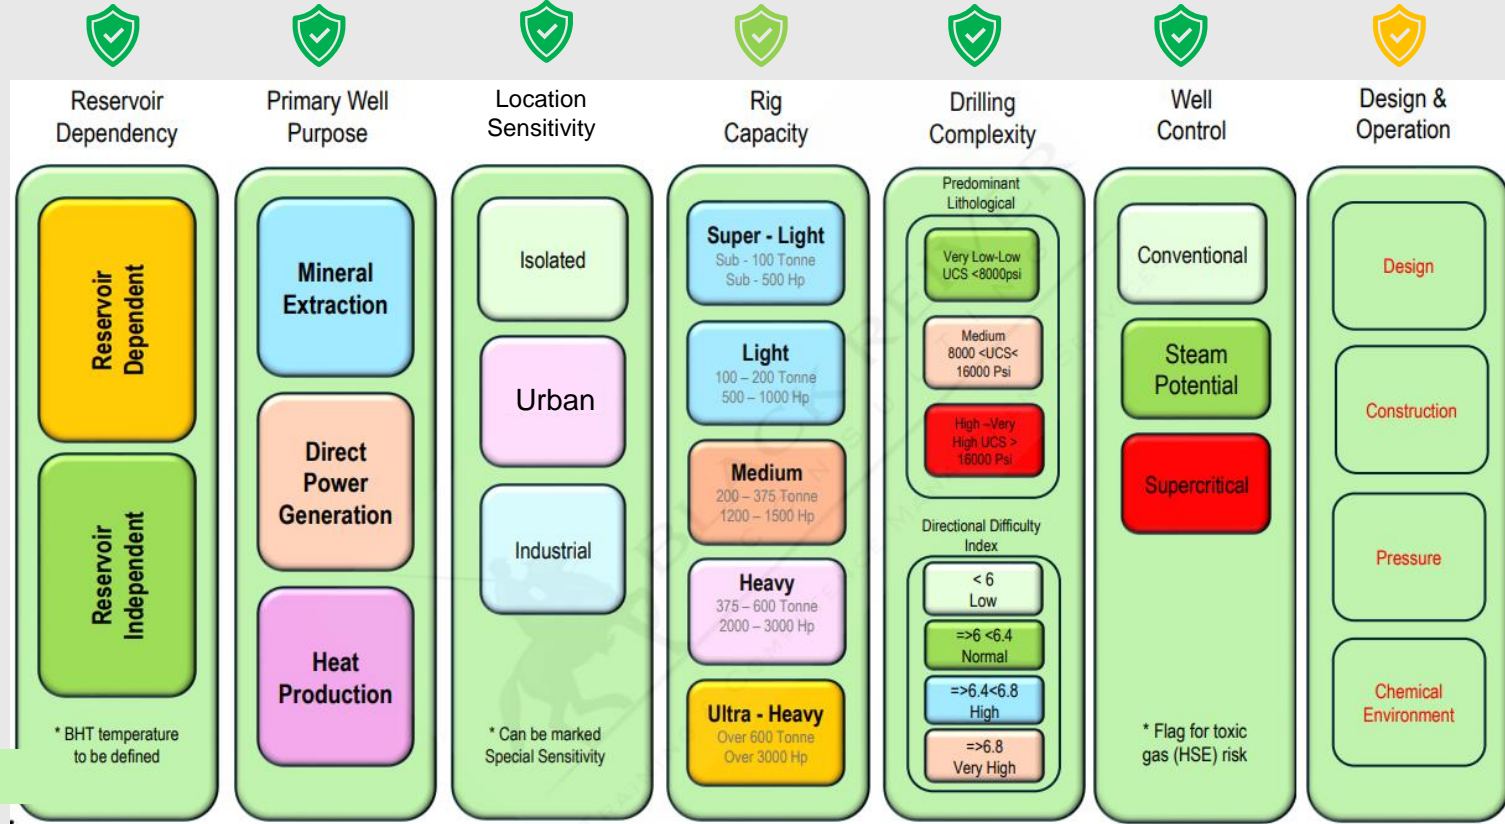 Reservoir
Dependency
Primary Well
Purpose
Location
Sensitivity
Rig
Capacity
Drilling
Complexity
Well
Control
Design &
Operation
Reservoir
Dependent
Reservoir
Independent
* BHT temperature
to be defined
Mineral
Extraction
Direct
Power
Generation
Heat
Production
Isolated
Urban
Industrial
* Can be marked
Special Sensitivity
Super - Light
Sub - 100 Tonne
Sub - 500 Hp
Light
100 – 200 Tonne
500 – 1000 Hp
Medium
200 – 375 Tonne
1200 – 1500 Hp
Heavy
375 – 600 Tonne
2000 – 3000 Hp
Ultra - Heavy
Over 600 Tonne
Over 3000 Hp
Predominant
Lithological
Very Low-Low
UCS <8000psi
Medium
8000 <UCS<
16000 Psi
High –Very
High UCS >
16000 Psi
Directional Difficulty
Index
< 6
Low
=>6 <6.4
Normal
=>6.4<6.8
High
=>6.8
Very High
Conventional
Steam
Potential
Supercritical
* Flag for toxic
gas (HSE) risk
Design
Construction
Pressure
Chemical
Environment
BLACK REIVER